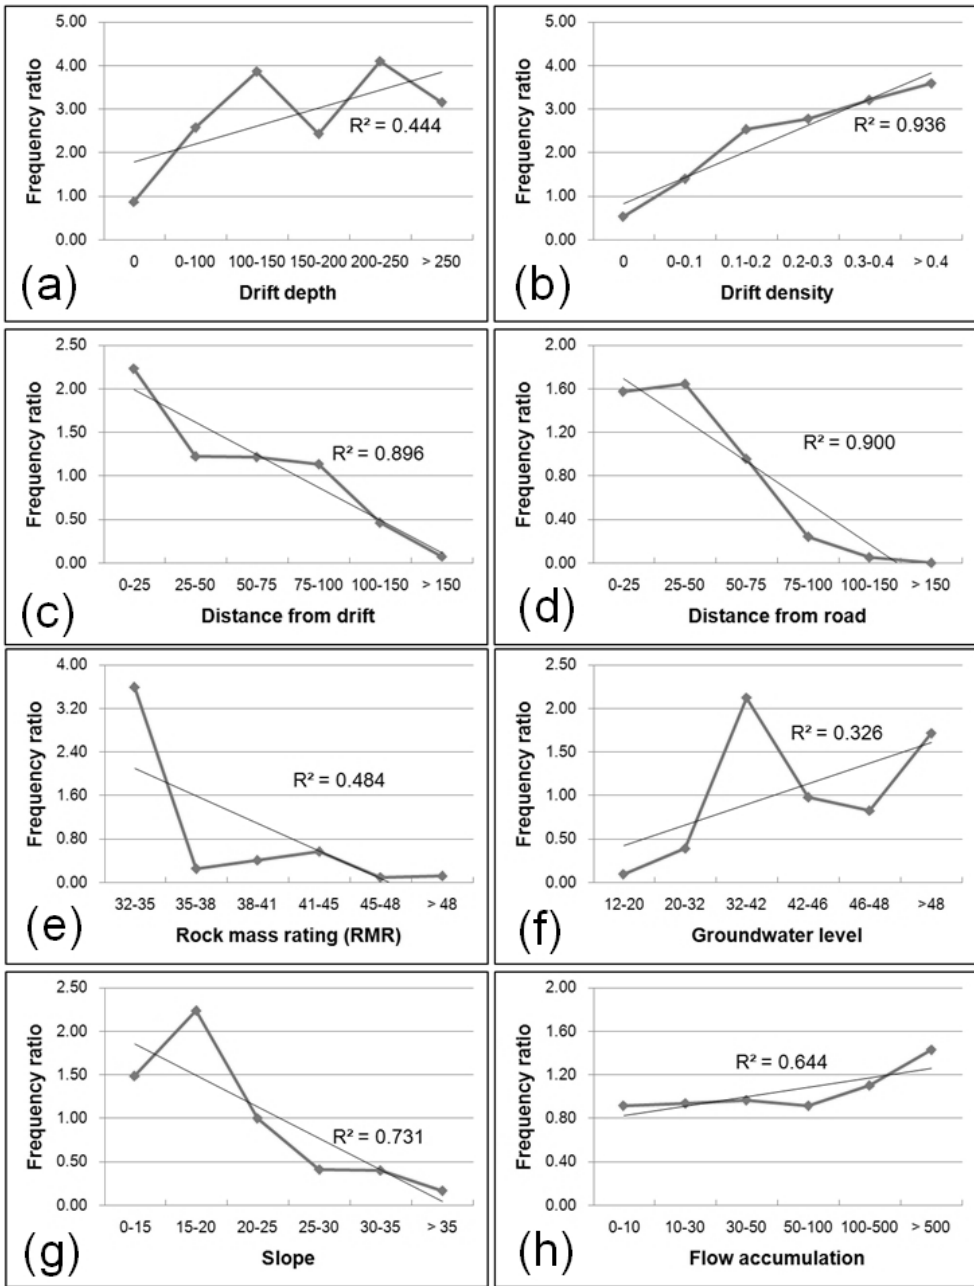 5.00
4.00
3.00
2.00
1.00
0.00
Frequency ratio
R² = 0.444
0 0-100 100-150 150-200 200-250 > 250
Drift depth
(a)
5.00
4.00
3.00
2.00
1.00
0.00
Frequency ratio
R² = 0.936
0 0-0.1 0.1-0.2 0.2-0.3 0.3-0.4 > 0.4
Drift density
(b)
2.50
2.00
1.50
1.00
0.50
0.00
Frequency ratio
R² = 0.896
0-25 25-50 50-75 75-100 100-150 > 150
Distance from drift
(c)
2.00
1.60
1.20
0.80
0.40
0.00
Frequency ratio
R² = 0.900
0-25 25-50 50-75 75-100 100-150 > 150
Distance from road
(d)
4.00
3.20
2.40
1.60
0.80
0.00
Frequency ratio
R² = 0.484
32-35 35-38 38-41 41-45 45-48 > 48
Rock mass rating (RMR)
(e)
2.50
2.00
1.50
1.00
0.50
0.00
Frequency ratio
R² = 0.326
12-20 20-32 32-42 42-46 46-48 >48
Groundwater level
(f)
2.50
2.00
1.50
1.00
0.50
0.00
Frequency ratio
R² = 0.731
0-15 15-20 20-25 25-30 30-35 > 35
Slope
(g)
2.00
1.60
1.20
0.80
0.40
0.00
Frequency ratio
R² = 0.644
0-10 10-30 30-50 50-100 100-500 > 500
Flow accumulation
(h)